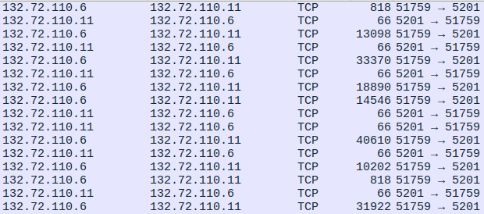 132.72.110.6 132.72.110.11 TCP 818 51759 → 5201
132.72.110.11 132.72.110.6 TCP 66 5201 → 51759
132.72.110.6 132.72.110.11 TCP 13098 51759 → 5201
132.72.110.11 132.72.110.6 TCP 66 5201 → 51759
132.72.110.6 132.72.110.11 TCP 33370 51759 → 5201
132.72.110.11 132.72.110.6 TCP 66 5201 → 51759
132.72.110.6 132.72.110.11 TCP 18890 51759 → 5201
132.72.110.6 132.72.110.11 TCP 14546 51759 → 5201
132.72.110.11 132.72.110.6 TCP 66 5201 → 51759
132.72.110.11 132.72.110.6 TCP 66 5201 → 51759
132.72.110.6 132.72.110.11 TCP 40610 51759 → 5201
132.72.110.11 132.72.110.6 TCP 66 5201 → 51759
132.72.110.6 132.72.110.11 TCP 10202 51759 → 5201
132.72.110.6 132.72.110.11 TCP 818 51759 → 5201
132.72.110.11 132.72.110.6 TCP 66 5201 → 51759
132.72.110.6 132.72.110.11 TCP 31922 51759 → 5201